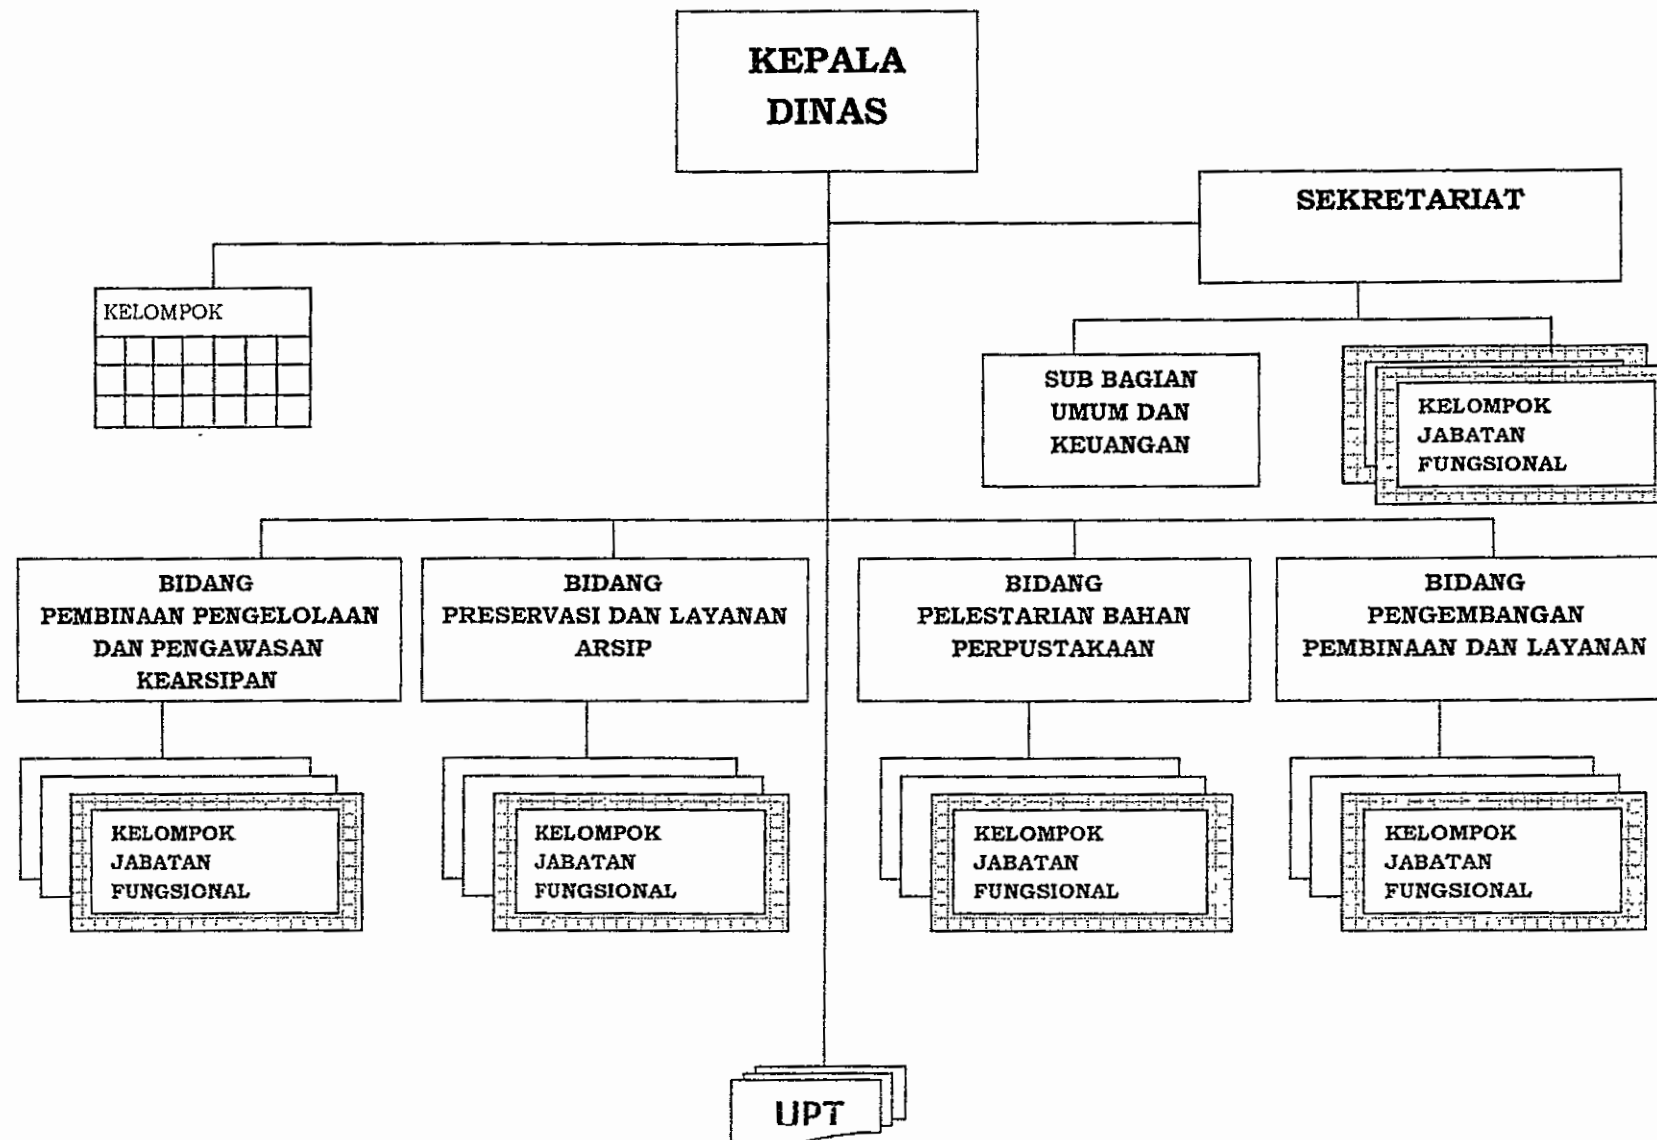 KEPALA
DINAS
SEKRETARIAT
KELOMPOK
SUB BAGIAN
UMUM DAN
KEUANGAN
KELOMPOK
JABATAN
FUNGSIONAL
BIDANG
PEMBINAAN PENGELOLAAN
DAN PENGAWASAN
KEARSIPAN
BIDANG
PRESERVASI DAN LAYANAN
ARSIP
BIDANG
PELESTARIAN BAHAN
PERPUSTAKAAN
BIDANG
PENGEMBANGAN
PEMBINAAN DAN LAYANAN
KELOMPOK
JABATAN
FUNGSIONAL
KELOMPOK
JABATAN
FUNGSIONAL
KELOMPOK
JABATAN
FUNGSIONAL
KELOMPOK
JABATAN
FUNGSIONAL
UPT